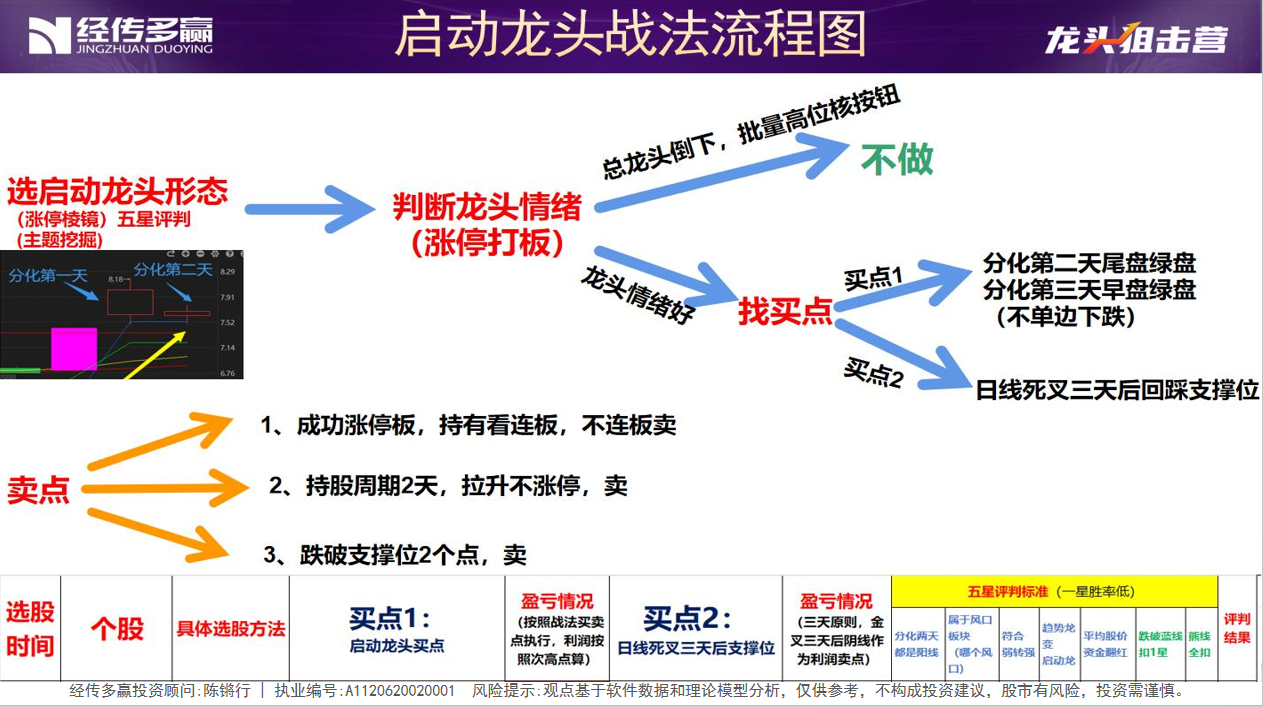 经传多赢
JINGZHUAN DUOYING
启动龙头战法流程图
龙头狙击营
选启动龙头形态
（涨停棱镜）五星评判
（主题挖掘）
分化第一天
分化第二天
8.18
8.29
7.91
7.52
7.14
6.76
判断龙头情绪
（涨停打板）
总龙头倒下，批量高位核按钮
不做
龙头情绪好
找买点
买点1
分化第二天尾盘绿盘
分化第三天早盘绿盘
（不单边下跌）
买点2
日线死叉三天后回踩支撑位
卖点
1、成功涨停板，持有看连板，不连板卖
2、持股周期2天，拉升不涨停，卖
3、跌破支撑位2个点，卖
选股
时间
个股
具体选股方法
买点1：
启动龙头买点
盈亏情况
（按照战法买卖
点执行，利润按
照次高点算）
买点2：
日线死叉三天后支撑位
盈亏情况
（三天原则，金
叉三天后阴线作
为利润卖点）
五星评判标准（一星胜率低）
分化两天
都是阳线
属于风口
板块
（哪个风
口）
符合
弱转强
趋势龙
变
启动龙
平均股价
资金翻红
跌破蓝线
扣1星
熊线
全扣
评判
结果
经传多赢投资顾问:陈锵行 | 执业编号:A1120620020001 风险提示:观点基于软件数据和理论模型分析，仅供参考，不构成投资建议，股市有风险，投资需谨慎。